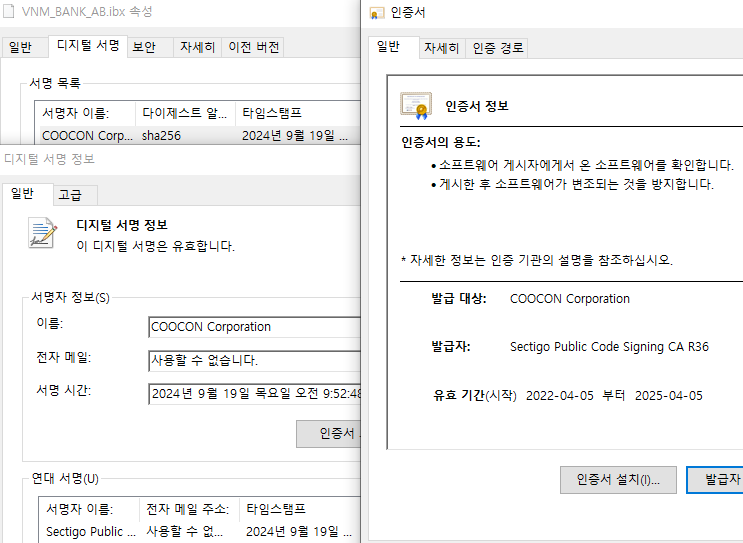 VNM_BANK_AB.ibx 속성
일반 디지털 서명 보안 자세히 이전 버전
서명 목록
서명자 이름: 다이제스트 알... 타임스탬프
COOCON Corp... sha256 2024년 9월 19일 ...
디지털 서명 정보
일반 고급
디지털 서명 정보
이 디지털 서명은 유효합니다.
서명자 정보(S)
이름: COOCON Corporation
전자 메일: 사용할 수 없습니다.
서명 시간: 2024년 9월 19일 목요일 오전 9:52:48
인증서
연대 서명(U)
서명자 이름: 전자 메일 주소: 타임스탬프
Sectigo Public ... 사용할 수 없... 2024년 9월 19일 ...
인증서
일반 자세히 인증 경로
인증서 정보
인증서의 용도:
• 소프트웨어 게시자에게서 온 소프트웨어를 확인합니다.
• 게시한 후 소프트웨어가 변조되는 것을 방지합니다.
* 자세한 정보는 인증 기관의 설명을 참조하십시오.
발급 대상: COOCON Corporation
발급자: Sectigo Public Code Signing CA R36
유효 기간(시작) 2022-04-05 부터 2025-04-05
인증서 설치(I)... 발급자